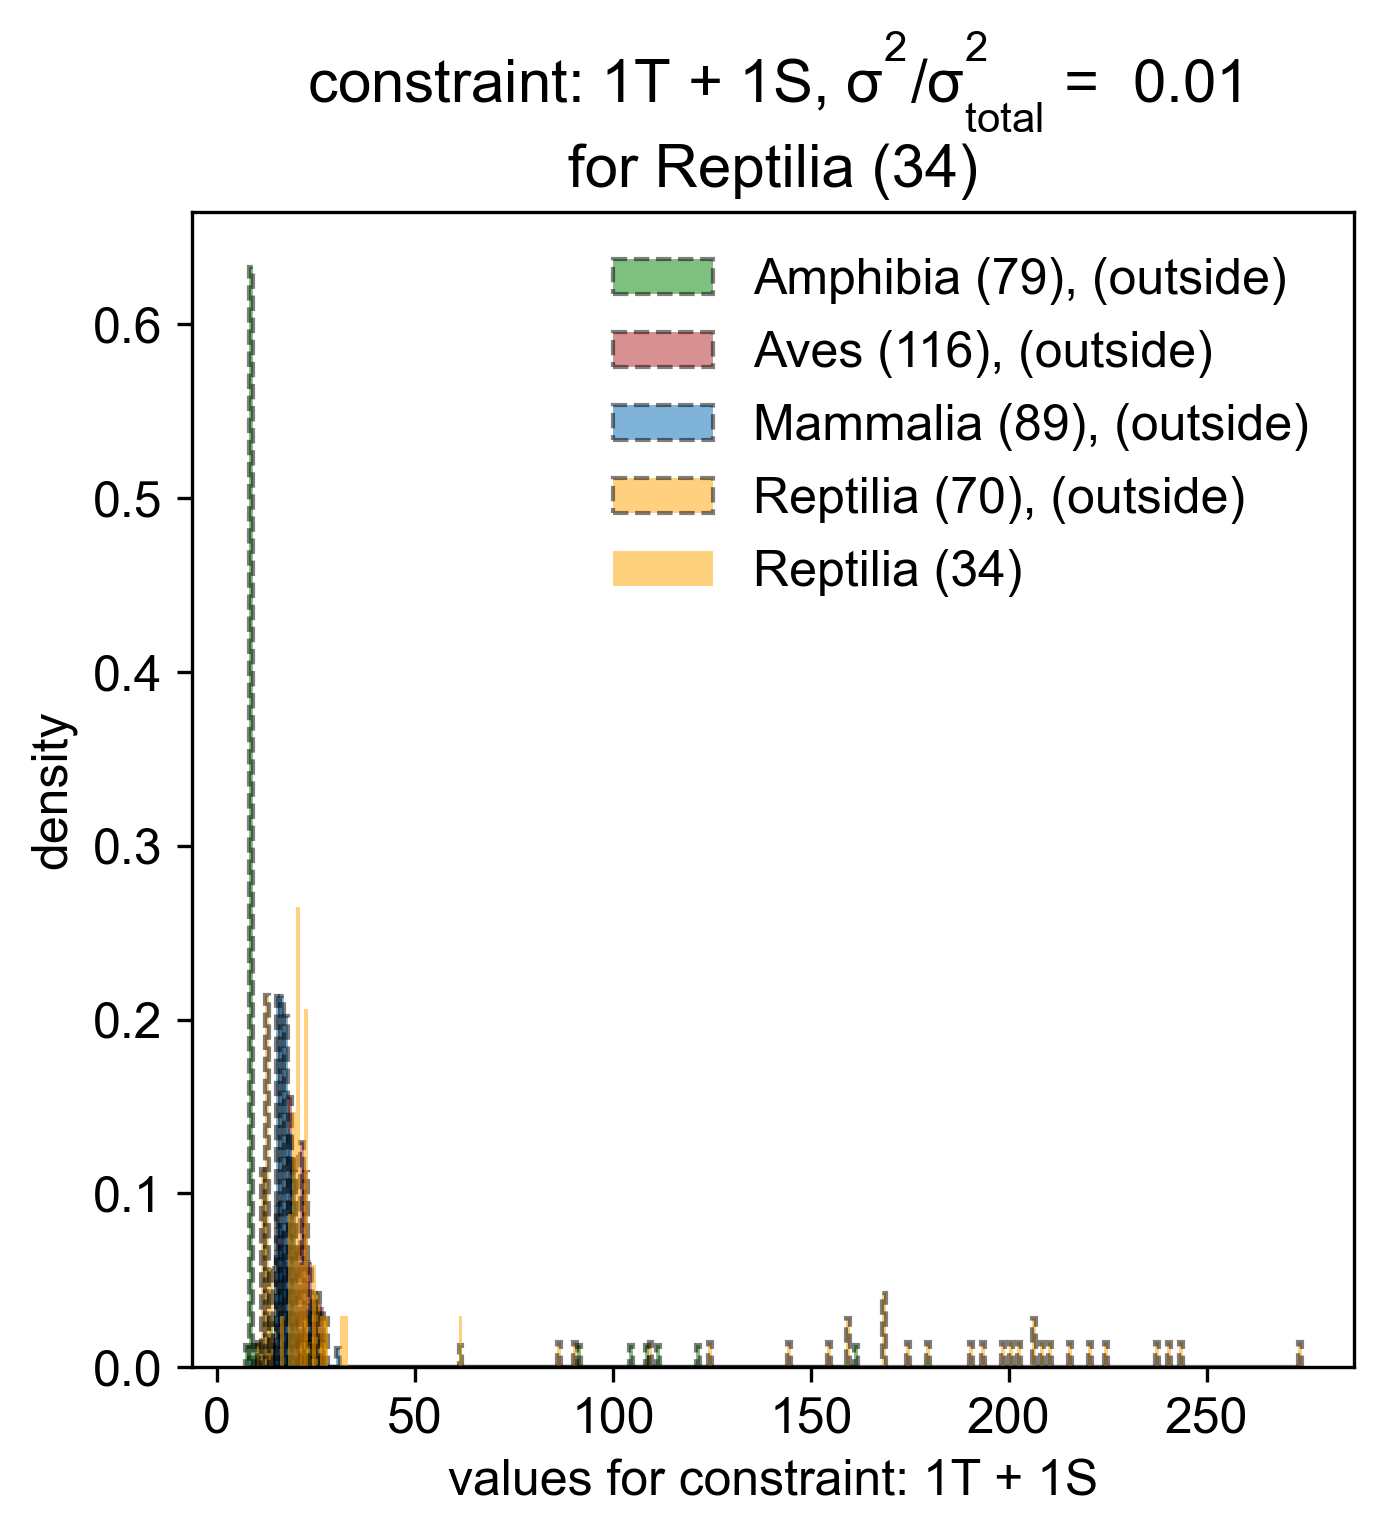 constraint: 1T + 1S, σ²/σ²total = 0.01
for Reptilia (34)
Amphibia (79), (outside)
Aves (116), (outside)
Mammalia (89), (outside)
Reptilia (70), (outside)
Reptilia (34)
density
0.6
0.5
0.4
0.3
0.2
0.1
0.0
0 50 100 150 200 250
values for constraint: 1T + 1S